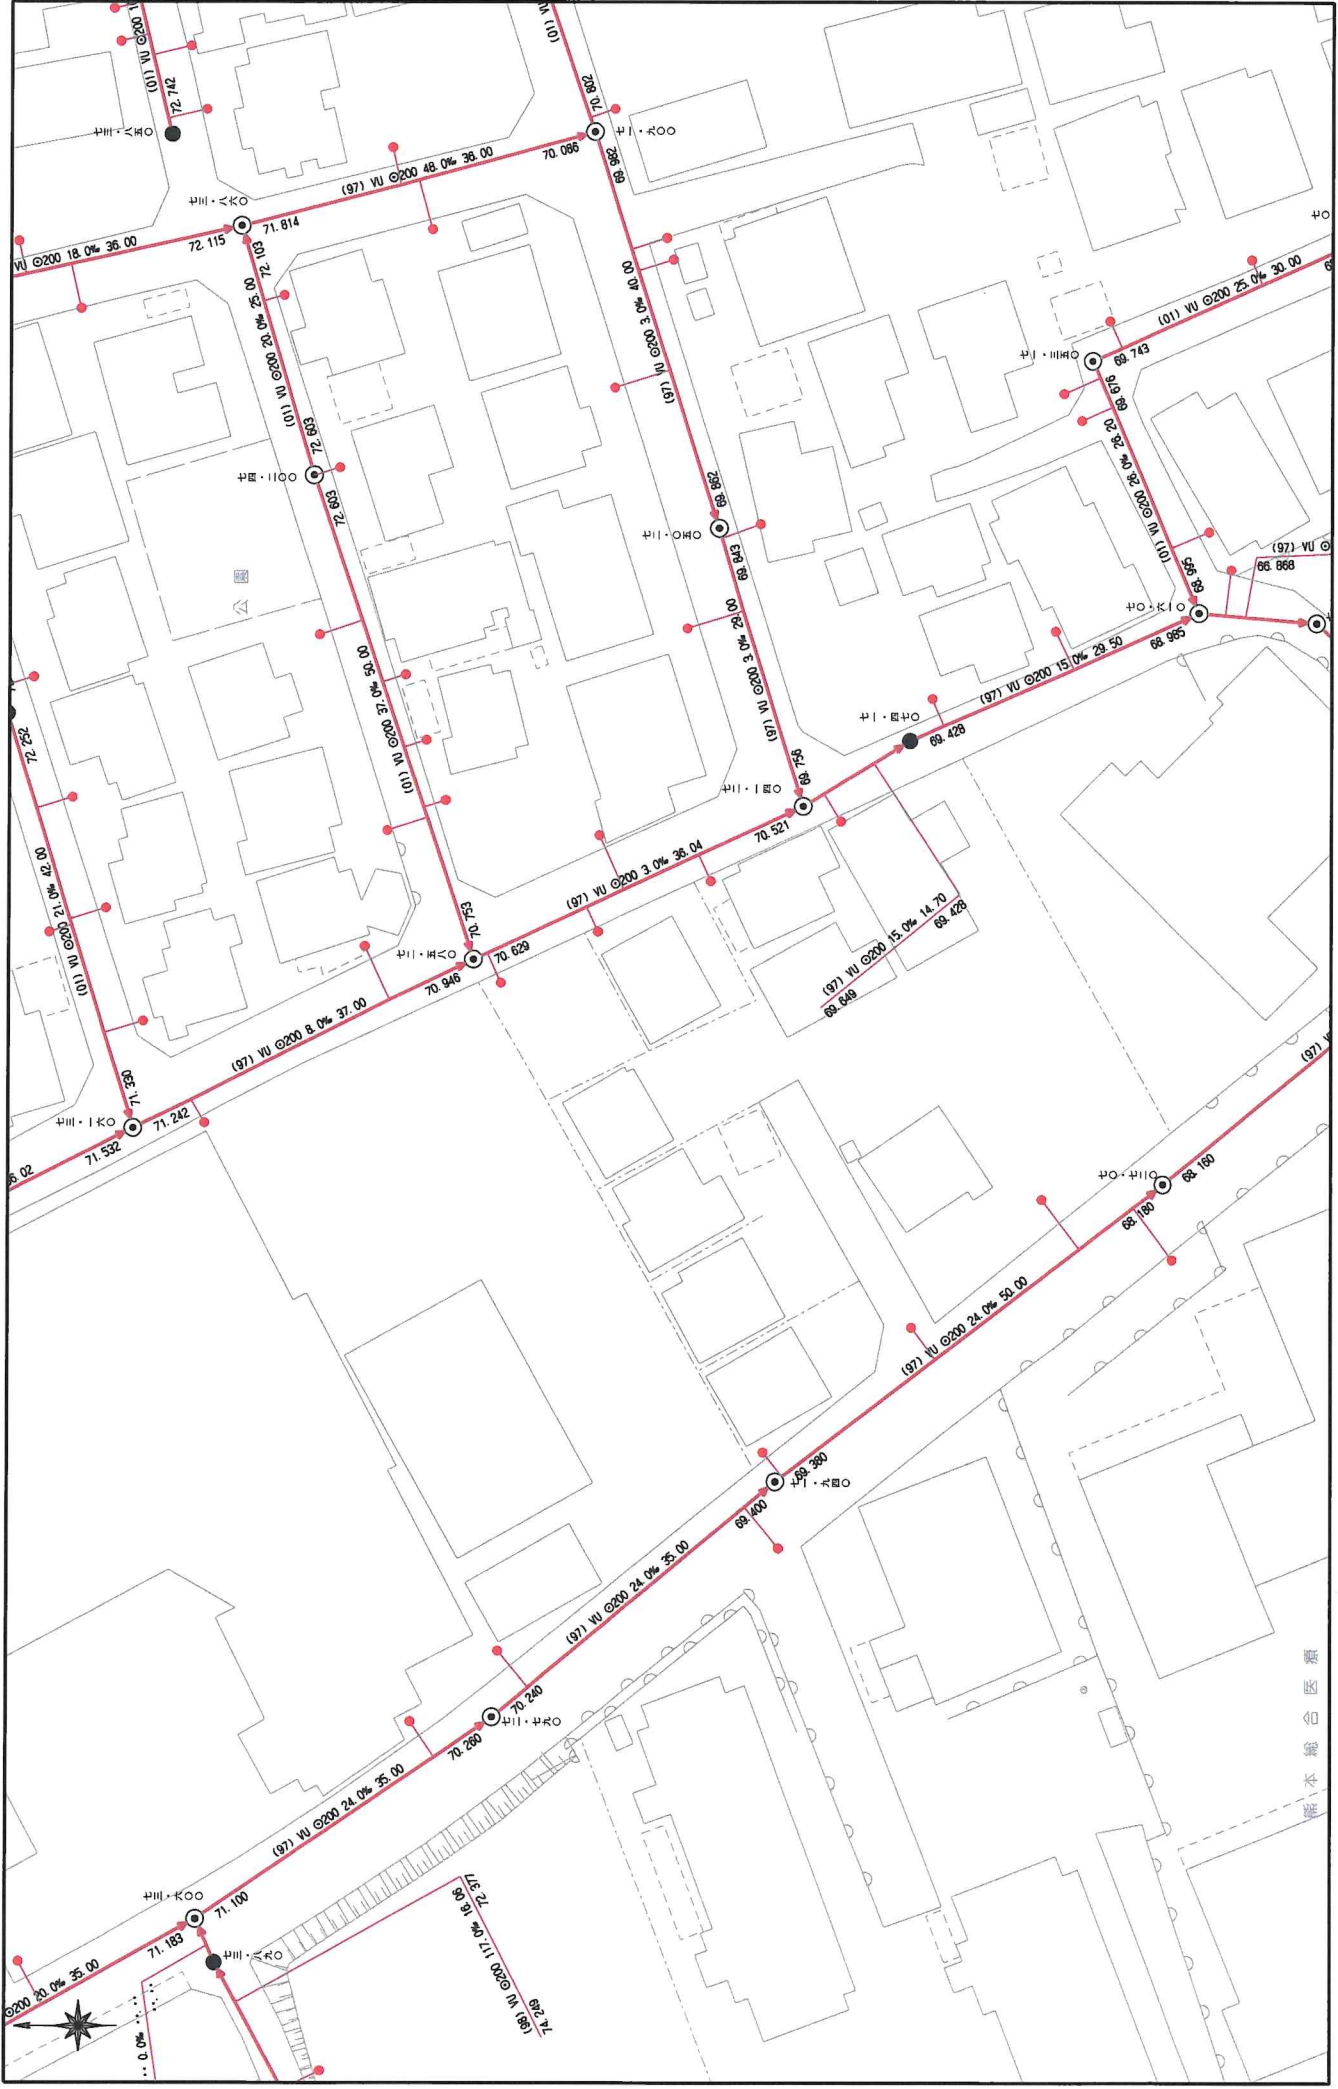 (01) VU ⊙200 1
72.742
七三・八五〇
(01) VU
70.802
七一・九〇〇
VU ⊙200 18.0‰ 36.00
72.115
七三・八六〇
71.814
(97) VU ⊙200 48.0‰ 36.00
70.086
72.103
(01) VU ⊙200 20.0‰ 25.00
72.603
七四・二〇〇
72.603
(01) VU ⊙200 37.0‰ 50.00
70.753
公園
69.982
(97) VU ⊙200 3.0‰ 40.00
69.862
七二・〇五〇
69.843
(97) VU ⊙200 3.0‰ 29.00
69.756
七二・一四〇
七一・三五〇
69.743
(01) VU ⊙200 25.0‰ 30.00
69.676
(01) VU ⊙200 26.0‰ 26.20
68.995
七〇・六一〇
(97) VU ⊙
66.868
68.985
(97) VU ⊙200 15.0‰ 29.50
69.428
七一・四七〇
72.252
(01) VU ⊙200 21.0‰ 42.00
71.330
七三・一六〇
36.02
71.532
71.242
(97) VU ⊙200 8.0‰ 37.00
70.946
七二・五八〇
70.629
(97) VU ⊙200 3.0‰ 36.04
70.521
(97) VU ⊙200 15.0‰ 14.70
69.649
69.428
七〇・七二〇
68.180
68.160
(97) V
(97) VU ⊙200 24.0‰ 50.00
69.380
七一・九四〇
69.400
(97) VU ⊙200 24.0‰ 35.00
70.240
七二・七九〇
70.260
(97) VU ⊙200 24.0‰ 35.00
71.100
七三・六〇〇
71.183
七三・八九〇
⊙200 20.0‰ 35.00
0.0‰
(98) VU ⊙200 117.0‰ 16.06
74.249
72.377
熊本総合医療